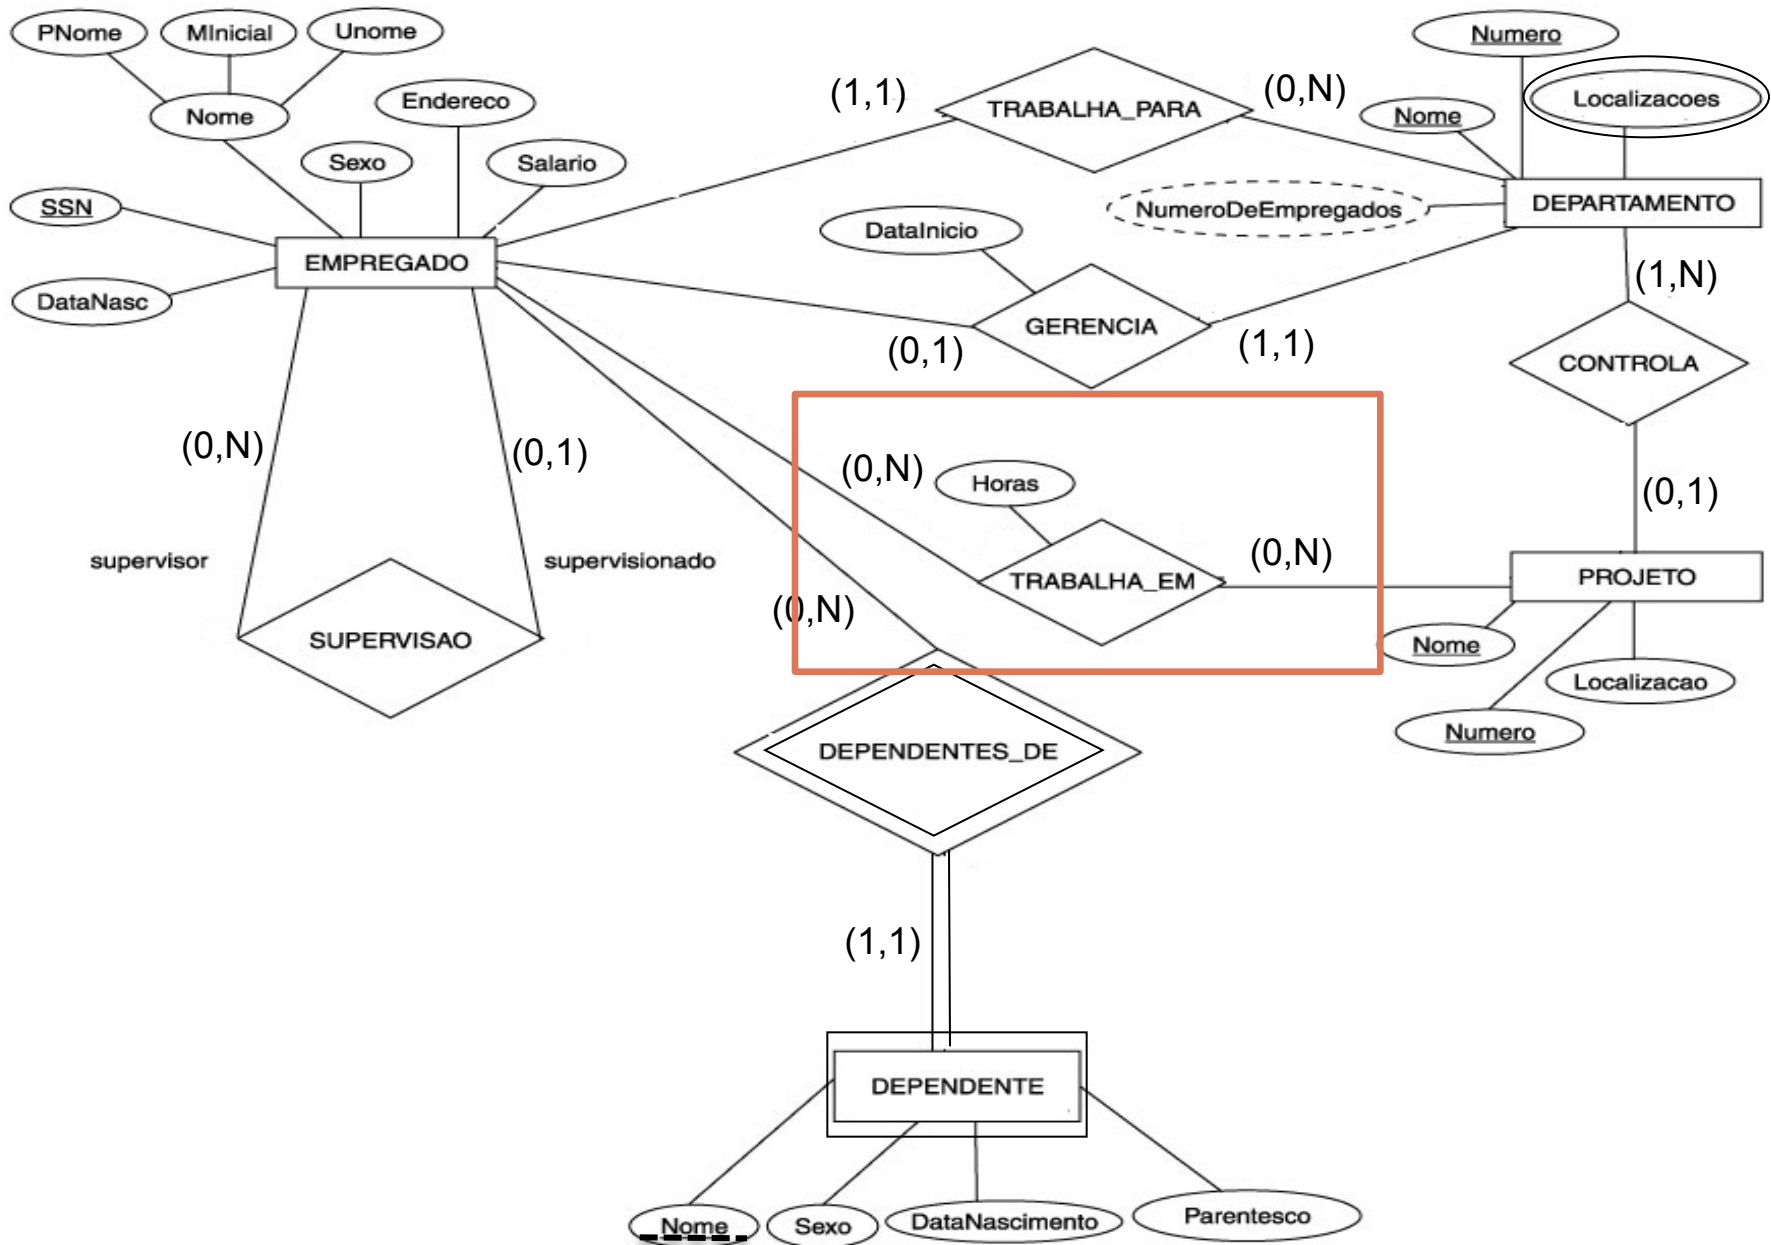 PNome
MInicial
Unome
Nome
Endereco
Sexo
Salario
SSN
EMPREGADO
DataNasc
(1,1)
TRABALHA_PARA
(0,N)
Numero
Localizacoes
Nome
NumeroDeEmpregados
DEPARTAMENTO
DataInicio
GERENCIA
(0,1)
(1,1)
(1,N)
CONTROLA
(0,1)
(0,N)
(0,1)
supervisor
supervisionado
SUPERVISAO
(0,N)
Horas
TRABALHA_EM
(0,N)
PROJETO
Nome
Localizacao
Numero
(0,N)
DEPENDENTES_DE
(1,1)
DEPENDENTE
Nome
Sexo
DataNascimento
Parentesco